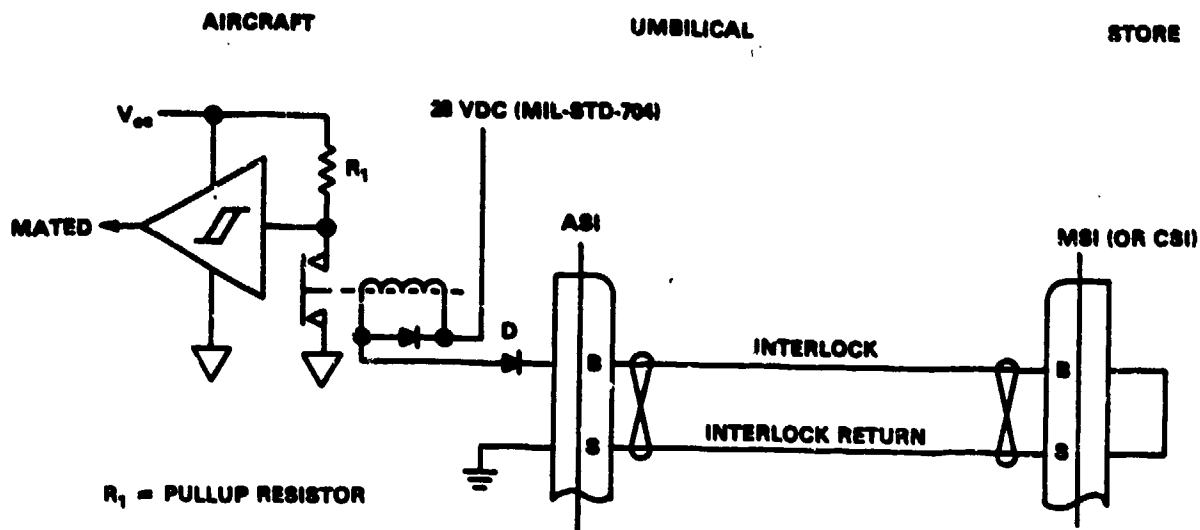 AIRCRAFT
UMBILICAL
STORE
28 VDC (MIL-STD-704)
Vcc
R1
MATED
ASI
MSI (OR CSI)
D
B
INTERLOCK
B
S
INTERLOCK RETURN
S
R1 = PULLUP RESISTOR